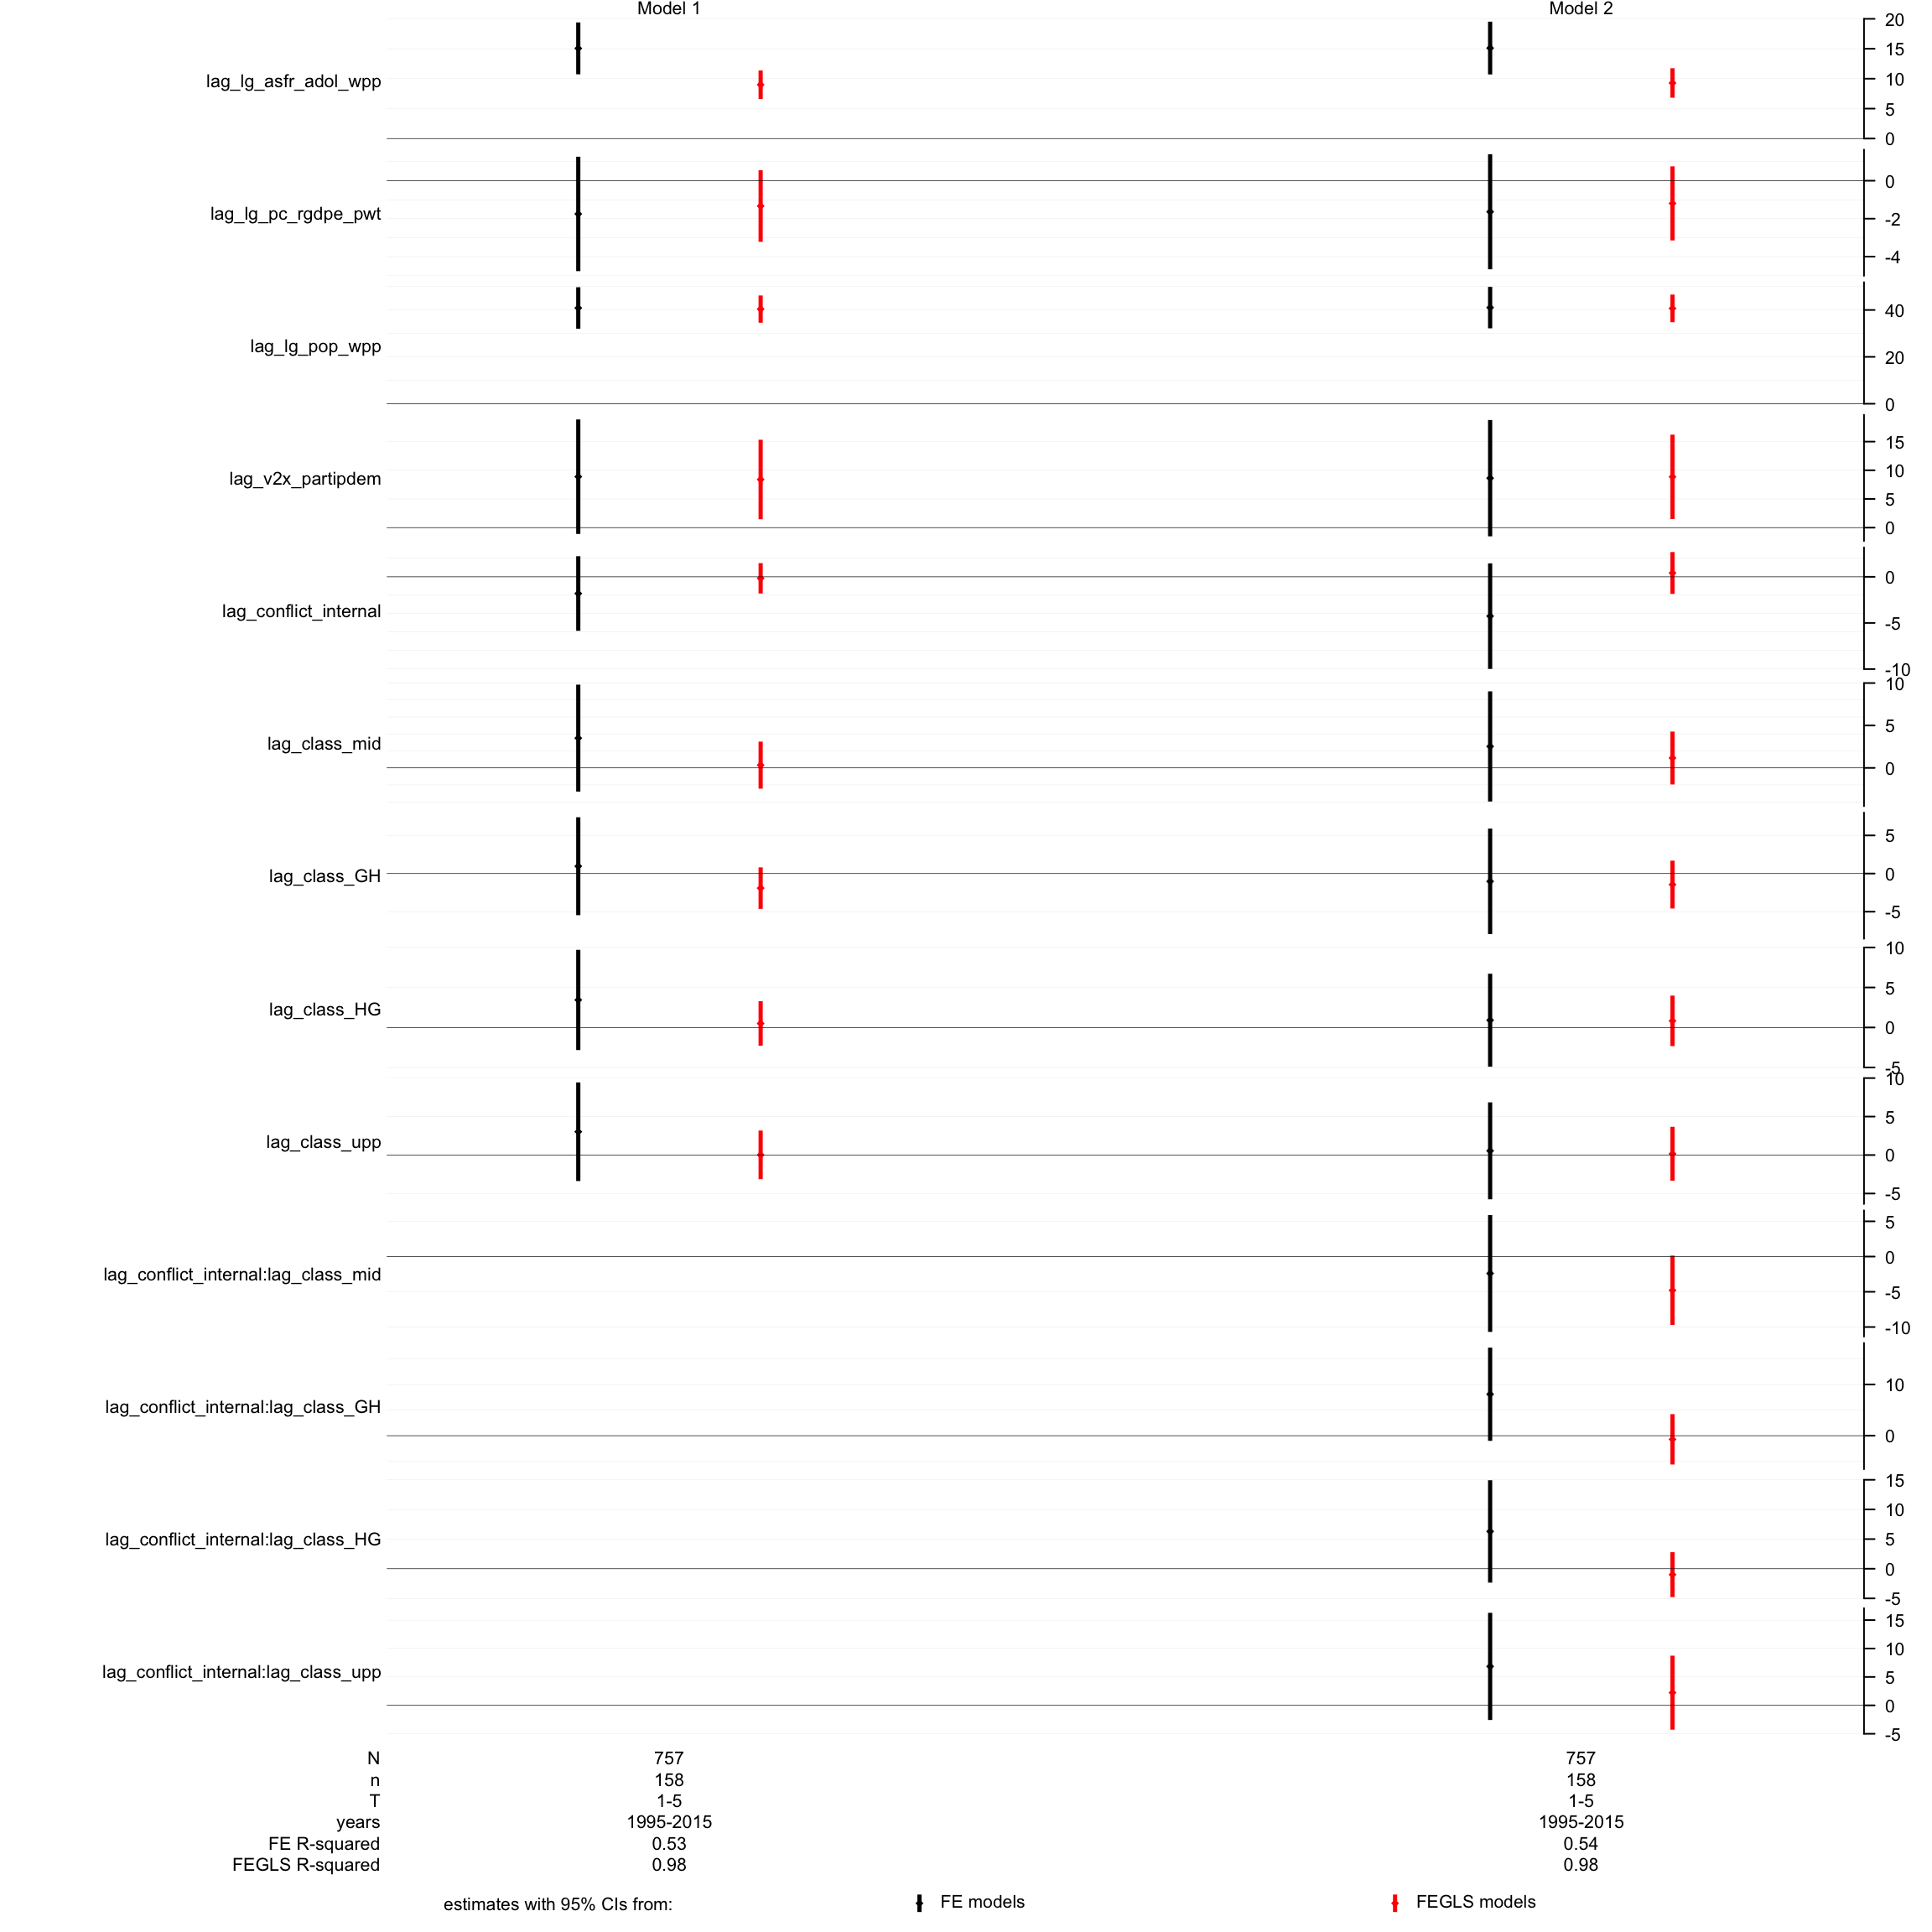 Model 1 Model 2
20
15
lag_lg_asfr_adol_wpp 10
5
0
0
lag_lg_pc_rgdpe_pwt -2
-4
40
lag_lg_pop_wpp 20
0
15
lag_v2x_partipdem 10
5
0
0
lag_conflict_internal -5
-10
10
lag_class_mid 5
0
5
lag_class_GH 0
-5
10
lag_class_HG 5
0
-5
10
lag_class_upp 5
0
-5
5
0
lag_conflict_internal:lag_class_mid -5
-10
10
lag_conflict_internal:lag_class_GH 0
15
10
lag_conflict_internal:lag_class_HG 5
0
-5
15
10
lag_conflict_internal:lag_class_upp 5
0
-5
N 757 757
n 158 158
T 1-5 1-5
years 1995-2015 1995-2015
FE R-squared 0.53 0.54
FEGLS R-squared 0.98 0.98
estimates with 95% CIs from: FE models FEGLS models